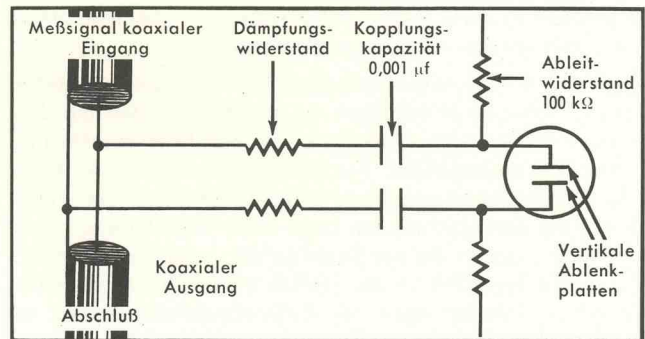 Meßsignal koaxialer
Eingang
Dämpfungs-
widerstand
Kopplungs-
kapazität
0,001 µf
Ableit-
widerstand
100 kΩ
Vertikale
Ablenk-
platten
Koaxialer
Ausgang
Abschluß